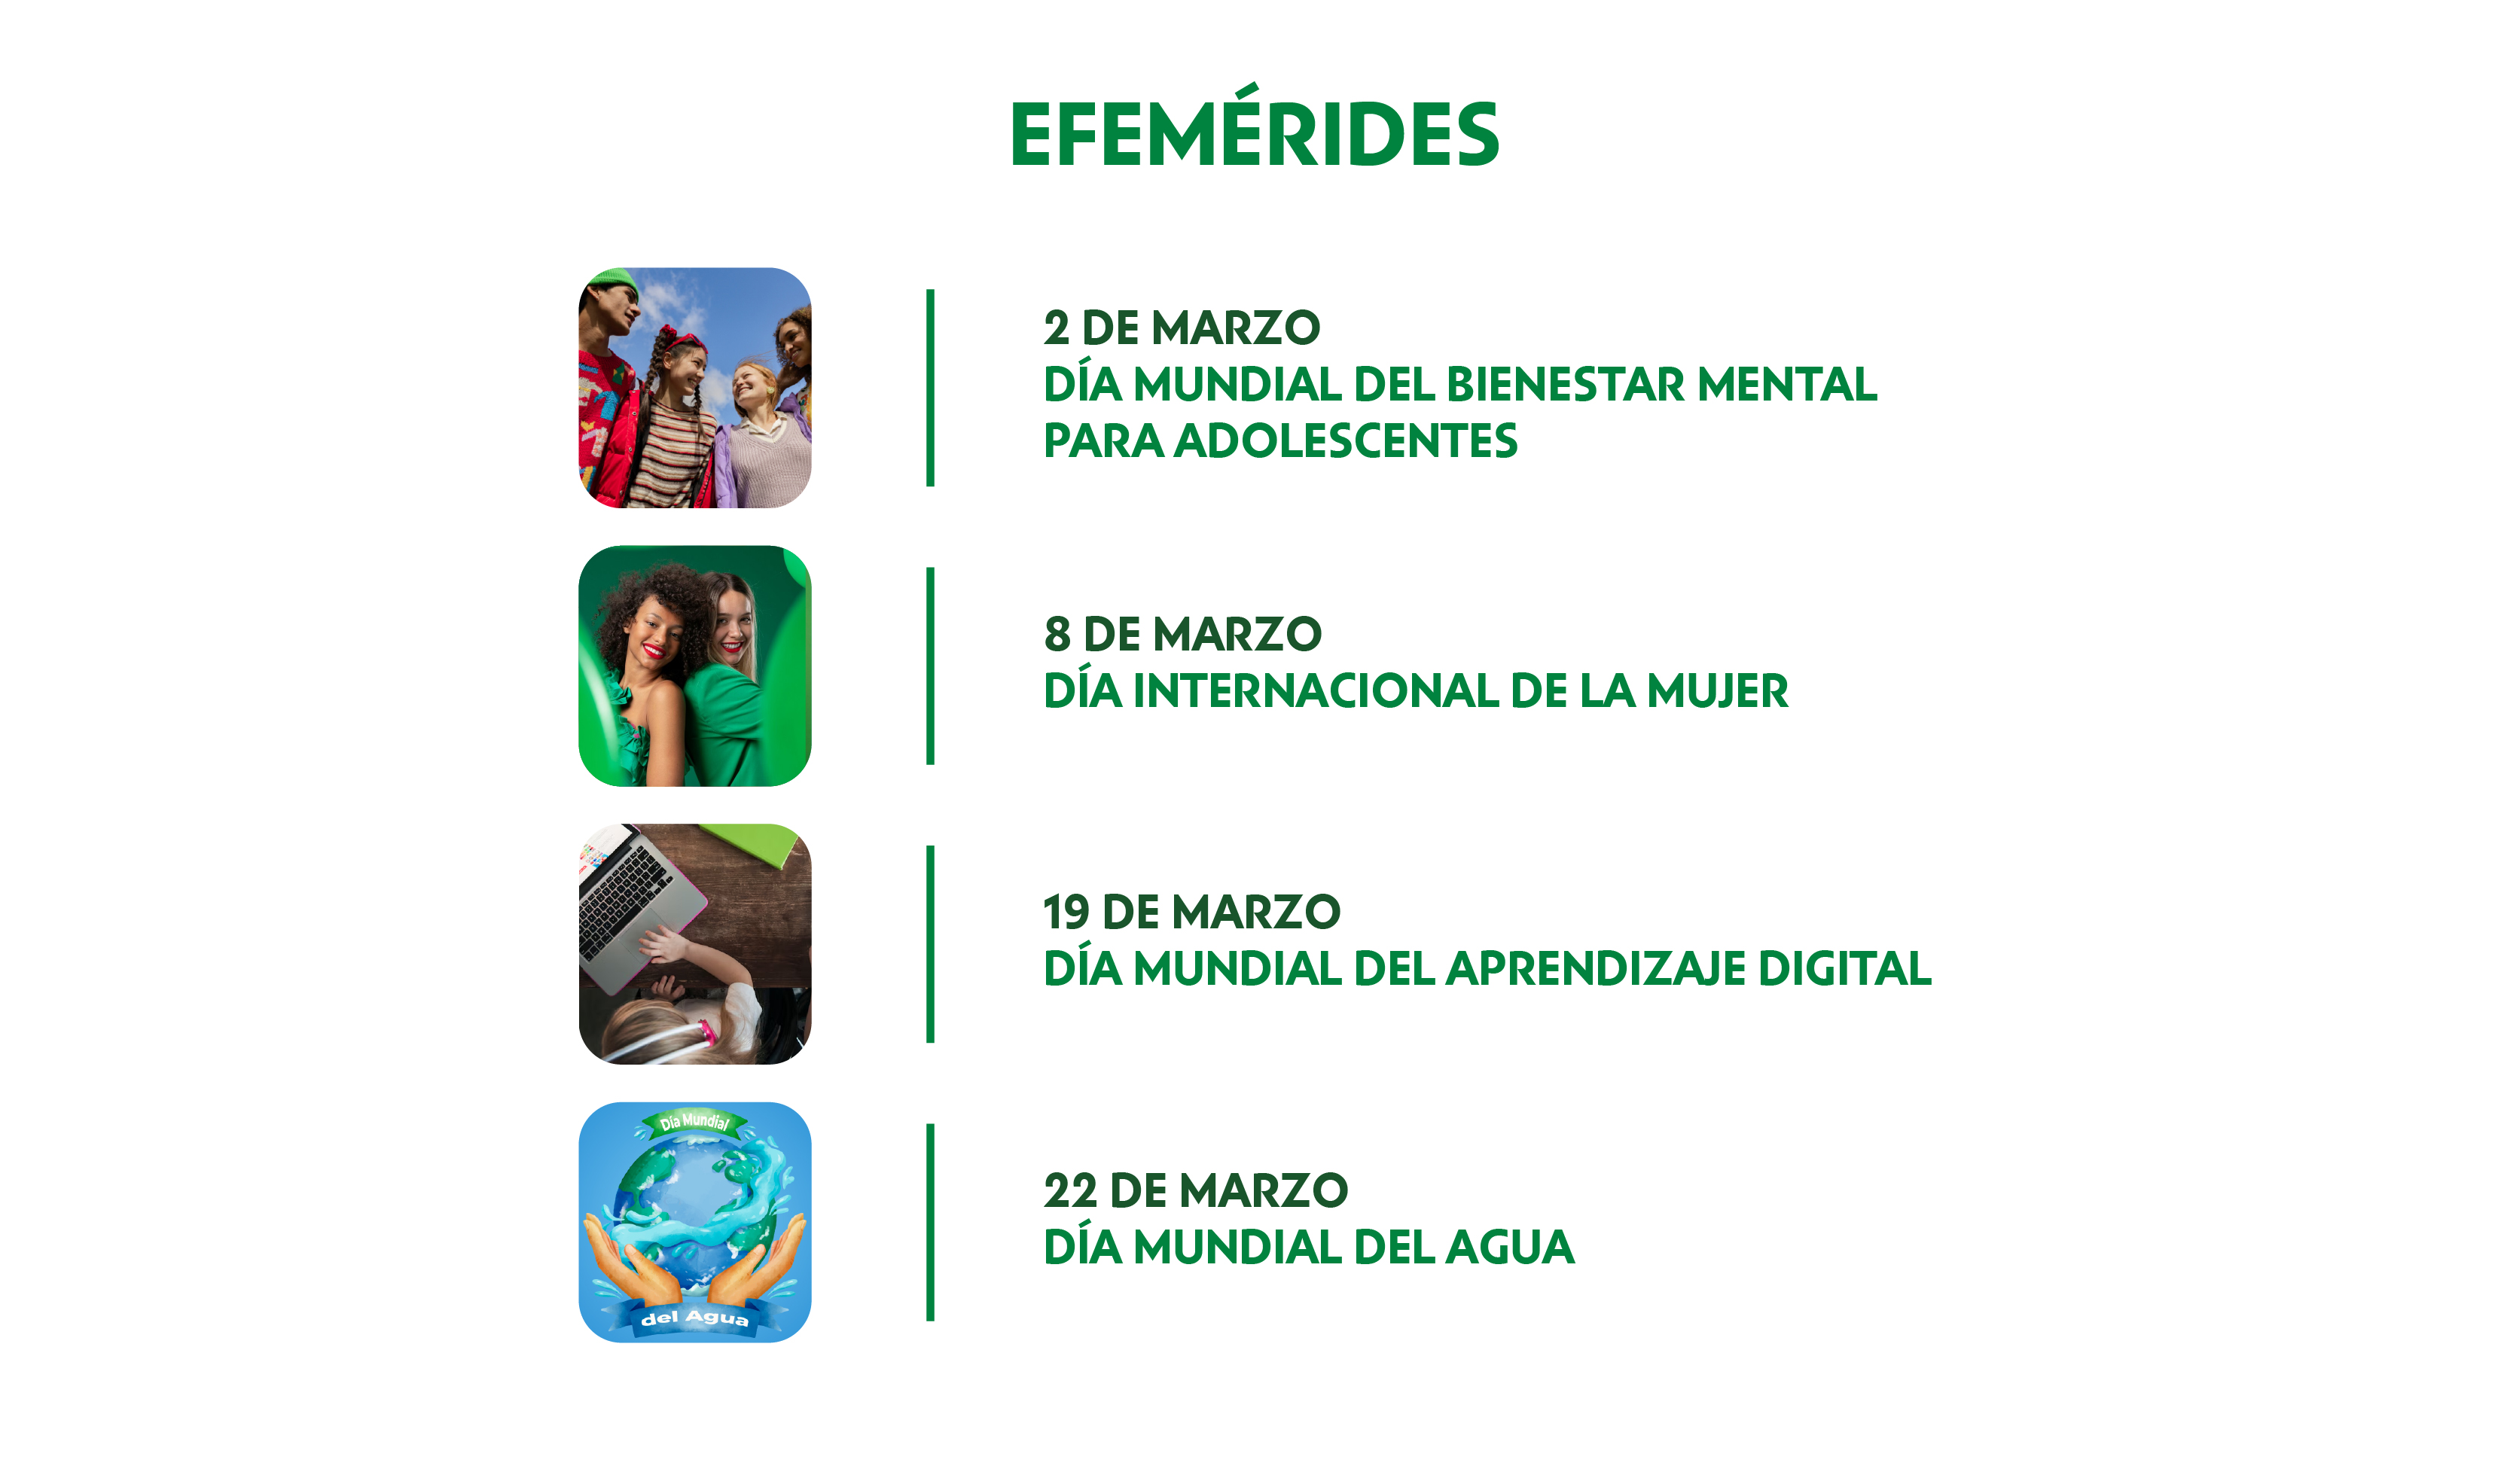 EFEMÉRIDES
2 DE MARZO
DÍA MUNDIAL DEL BIENESTAR MENTAL
PARA ADOLESCENTES
8 DE MARZO
DÍA INTERNACIONAL DE LA MUJER
19 DE MARZO
DÍA MUNDIAL DEL APRENDIZAJE DIGITAL
Día Mundial
del Agua
22 DE MARZO
DÍA MUNDIAL DEL AGUA